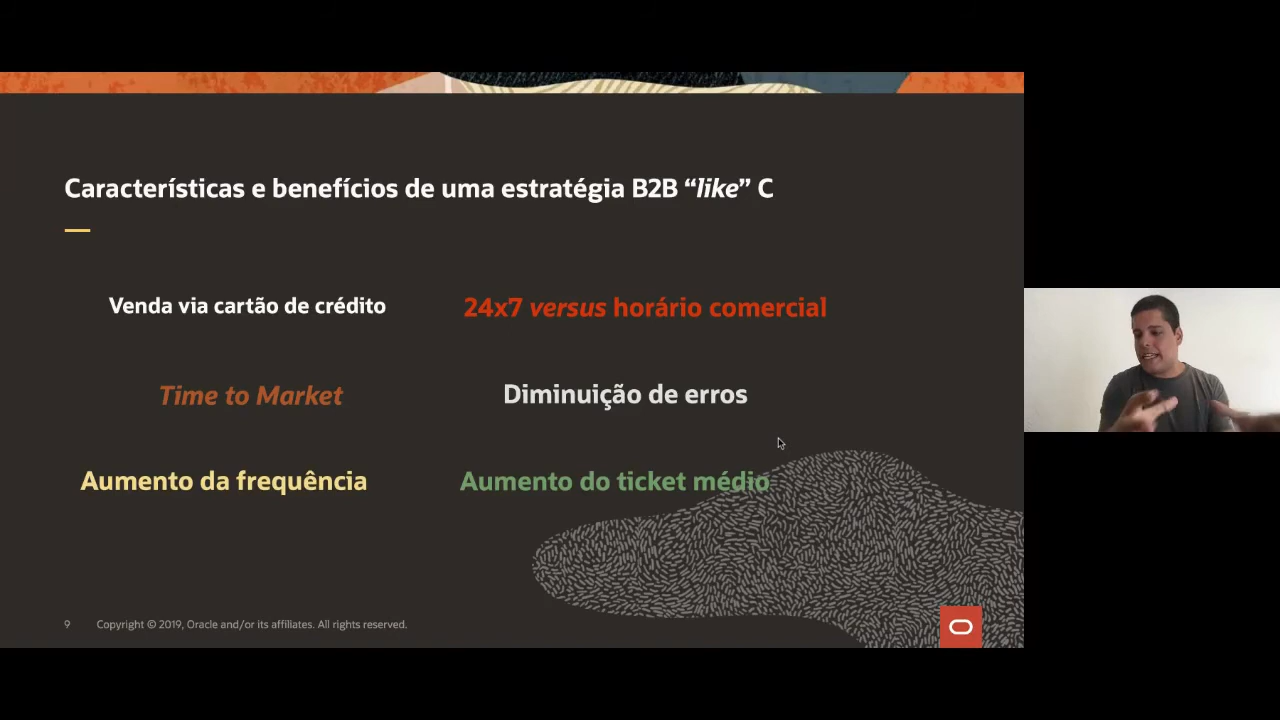 Características e benefícios de uma estratégia B2B “like” C
Venda via cartão de crédito
24x7 versus horário comercial
Time to Market
Diminuição de erros
Aumento da frequência
Aumento do ticket médio
9 Copyright © 2019, Oracle and/or its affiliates. All rights reserved.